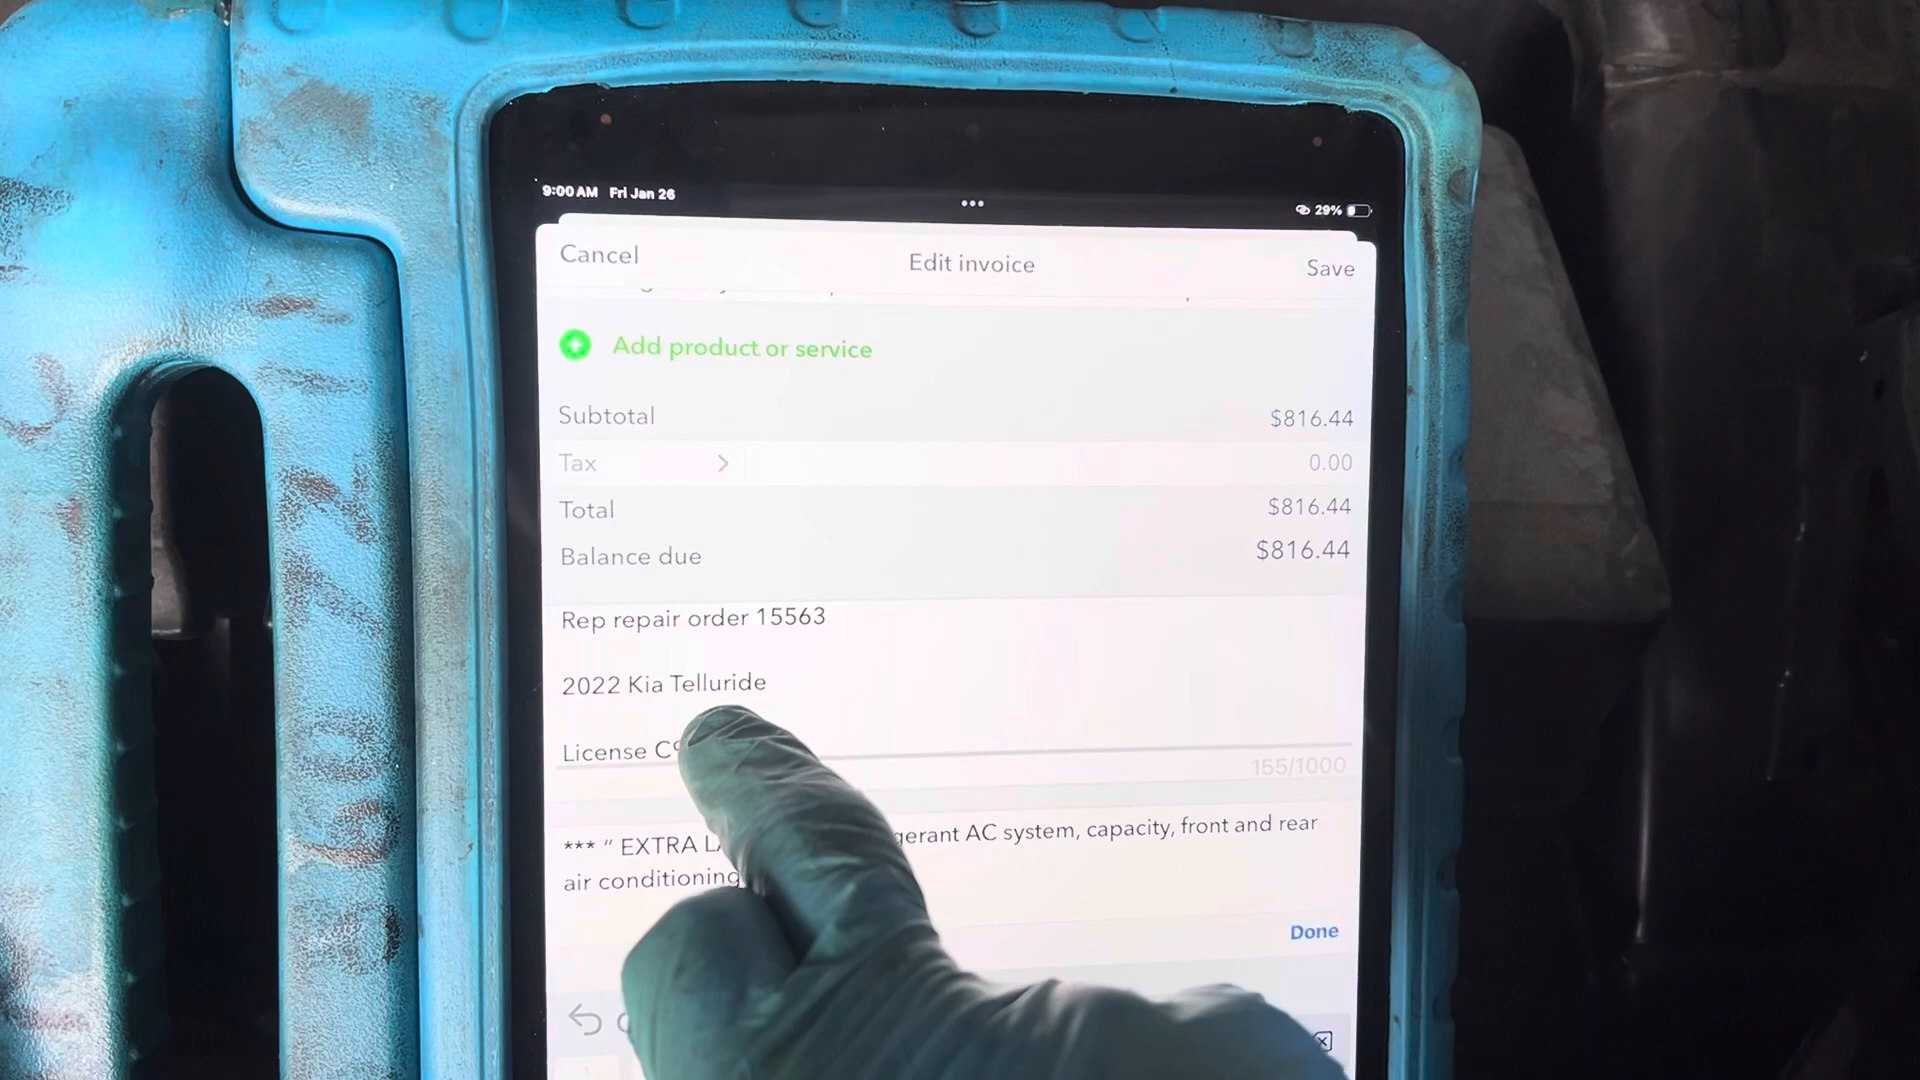 9:00 AM Fri Jan 26
29%
Cancel
Edit invoice
Save
Add product or service
Subtotal
$816.44
Tax
0.00
Total
$816.44
Balance due
$816.44
Rep repair order 15563
2022 Kia Telluride
License
155/1000
*** " EXTRA AC system, capacity, front and rear
air conditioning
Done